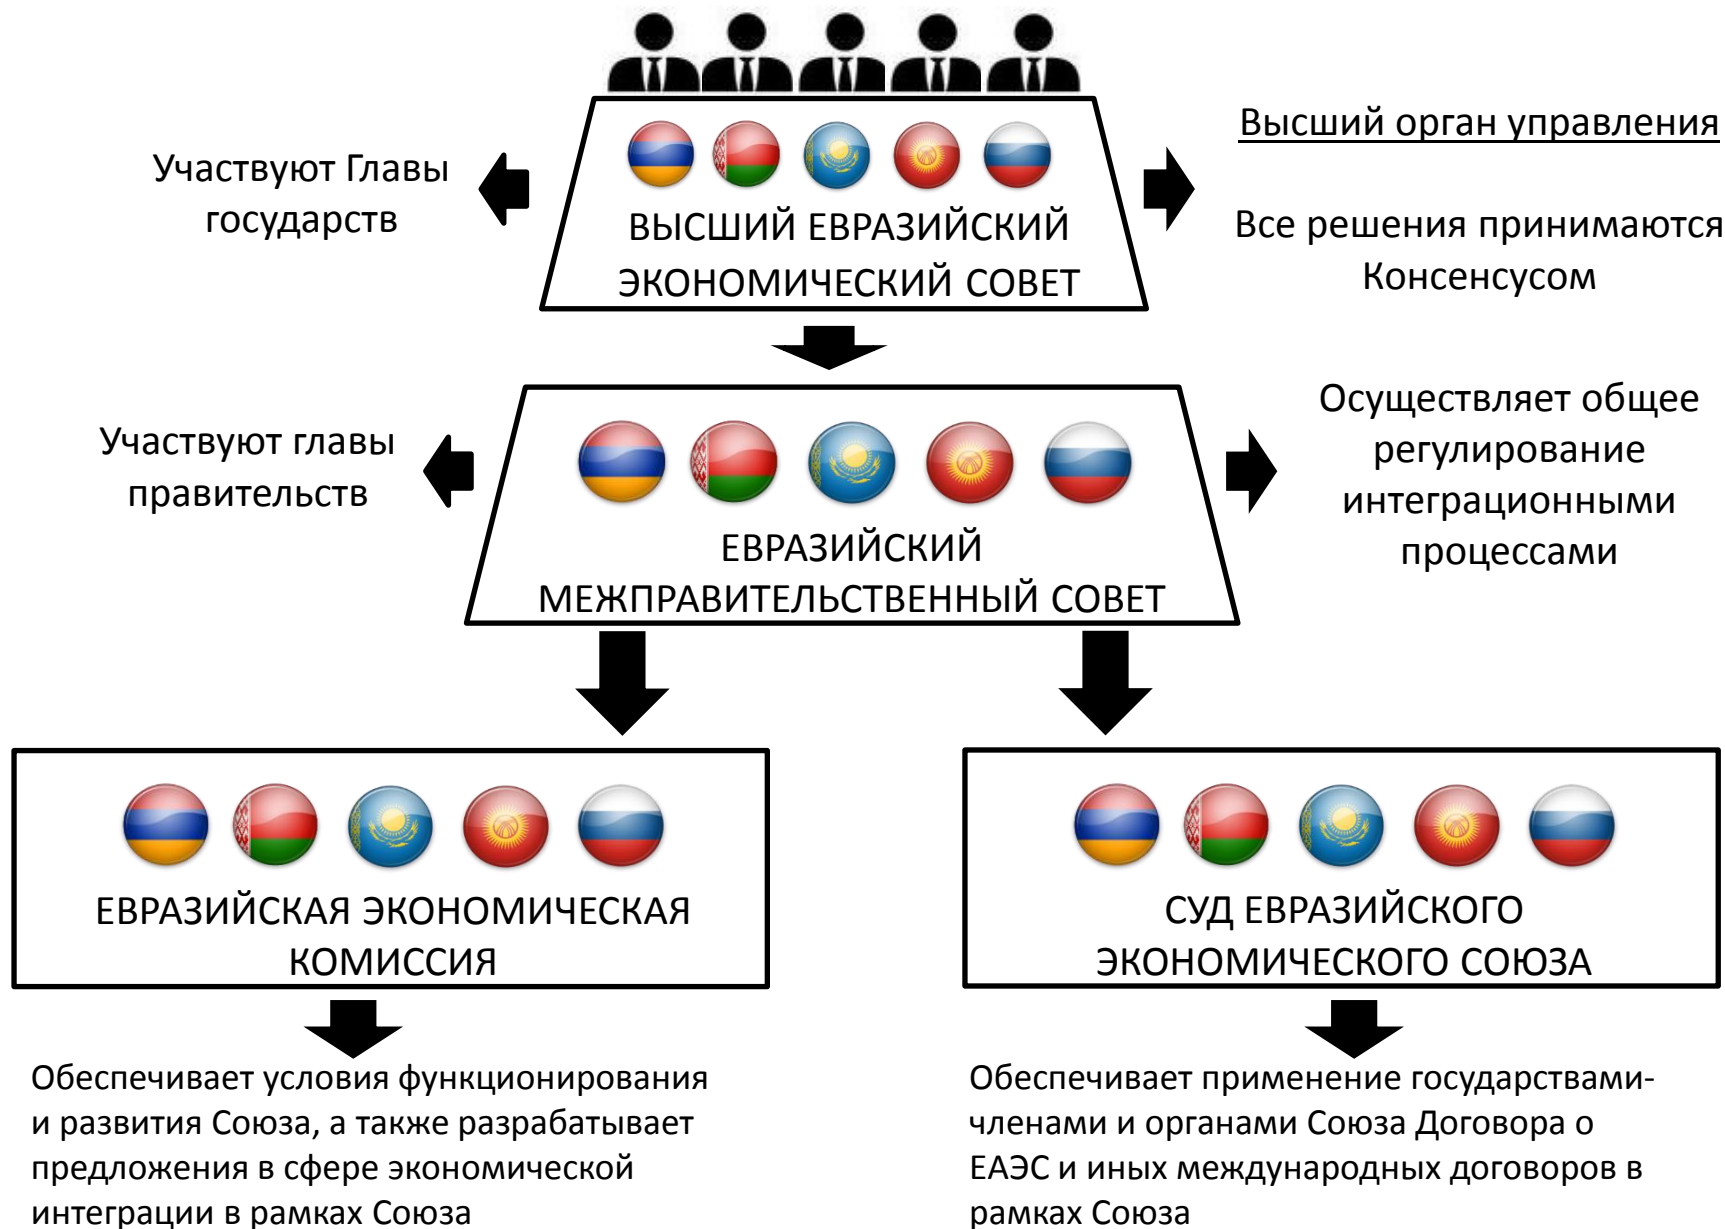 Участвуют Главы
государств
ВЫСШИЙ ЕВРАЗИЙСКИЙ
ЭКОНОМИЧЕСКИЙ СОВЕТ
Высший орган управления
Все решения принимаются
Консенсусом
Участвуют главы
правительств
ЕВРАЗИЙСКИЙ
МЕЖПРАВИТЕЛЬСТВЕННЫЙ СОВЕТ
Осуществляет общее
регулирование
интеграционными
процессами
ЕВРАЗИЙСКАЯ ЭКОНОМИЧЕСКАЯ
КОМИССИЯ
Обеспечивает условия функционирования
и развития Союза, а также разрабатывает
предложения в сфере экономической
интеграции в рамках Союза
СУД ЕВРАЗИЙСКОГО
ЭКОНОМИЧЕСКОГО СОЮЗА
Обеспечивает применение государствами-
членами и органами Союза Договора о
ЕАЭС и иных международных договоров в
рамках Союза